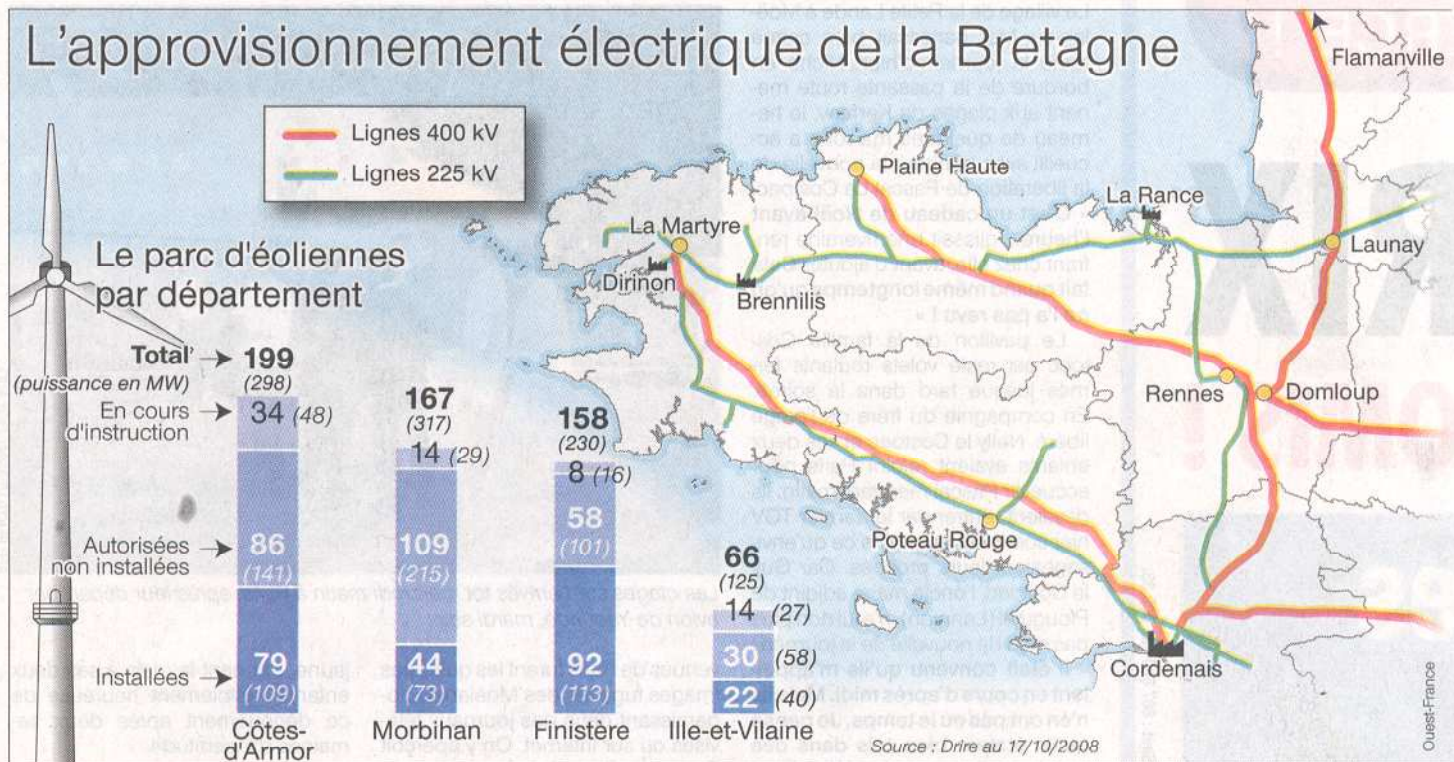 L'approvisionnement électrique de la Bretagne
Lignes 400 kV
Lignes 225 kV
Flamanville
Plaine Haute
La Rance
La Martyre
Launay
Dirinon
Brennilis
Rennes
Domloup
Poteau Rouge
Cordemais
Le parc d'éoliennes
par département
Total
(puissance en MW)
En cours
d'instruction
Autorisées
non installées
Installées
199
(298)
34 (48)
86
(141)
79
(109)
Côtes-
d'Armor
167
(317)
14 (29)
109
(215)
44
(73)
Morbihan
158
(230)
8 (16)
58
(101)
92
(113)
Finistère
66
(125)
14 (27)
30 (58)
22 (40)
Ille-et-Vilaine
Source : Drire au 17/10/2008
Ouest-France